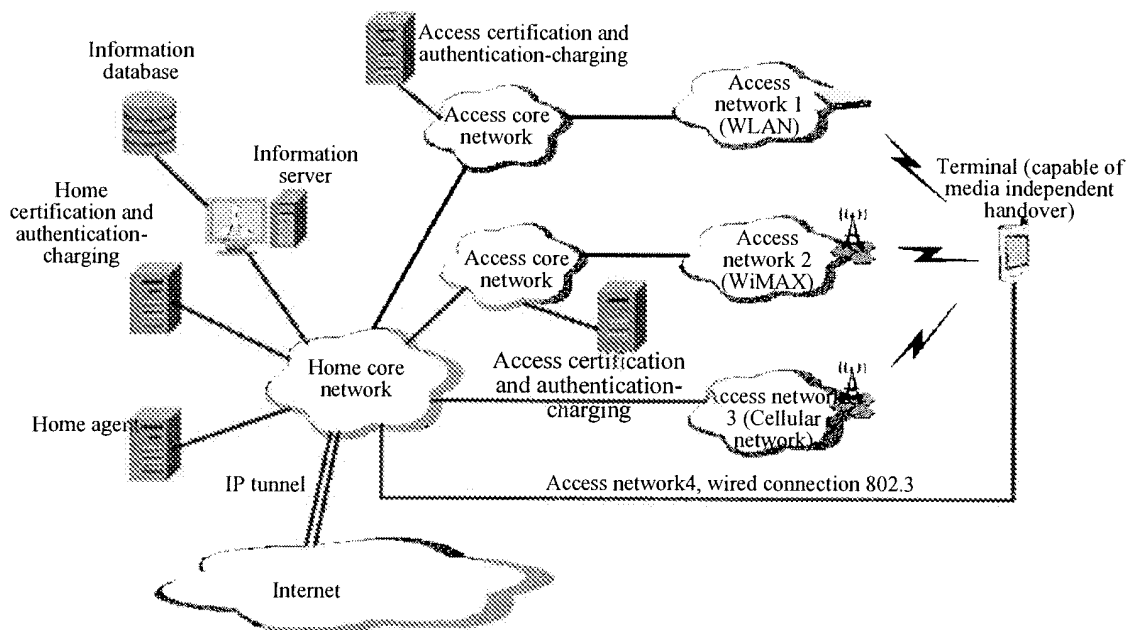 Access certification and
authentication-charging
Information
database
Access
network 1
(WLAN)
Access core
network
Information
server
Terminal (capable of
media independent
handover)
Home
certification and
authentication-
charging
Access core
network
Access
network 2
(WiMAX)
Home core
network
Access certification
and authentication-
charging
Access network
3 (Cellular
network)
Home agent
IP tunnel
Access network4, wired connection 802.3
Internet